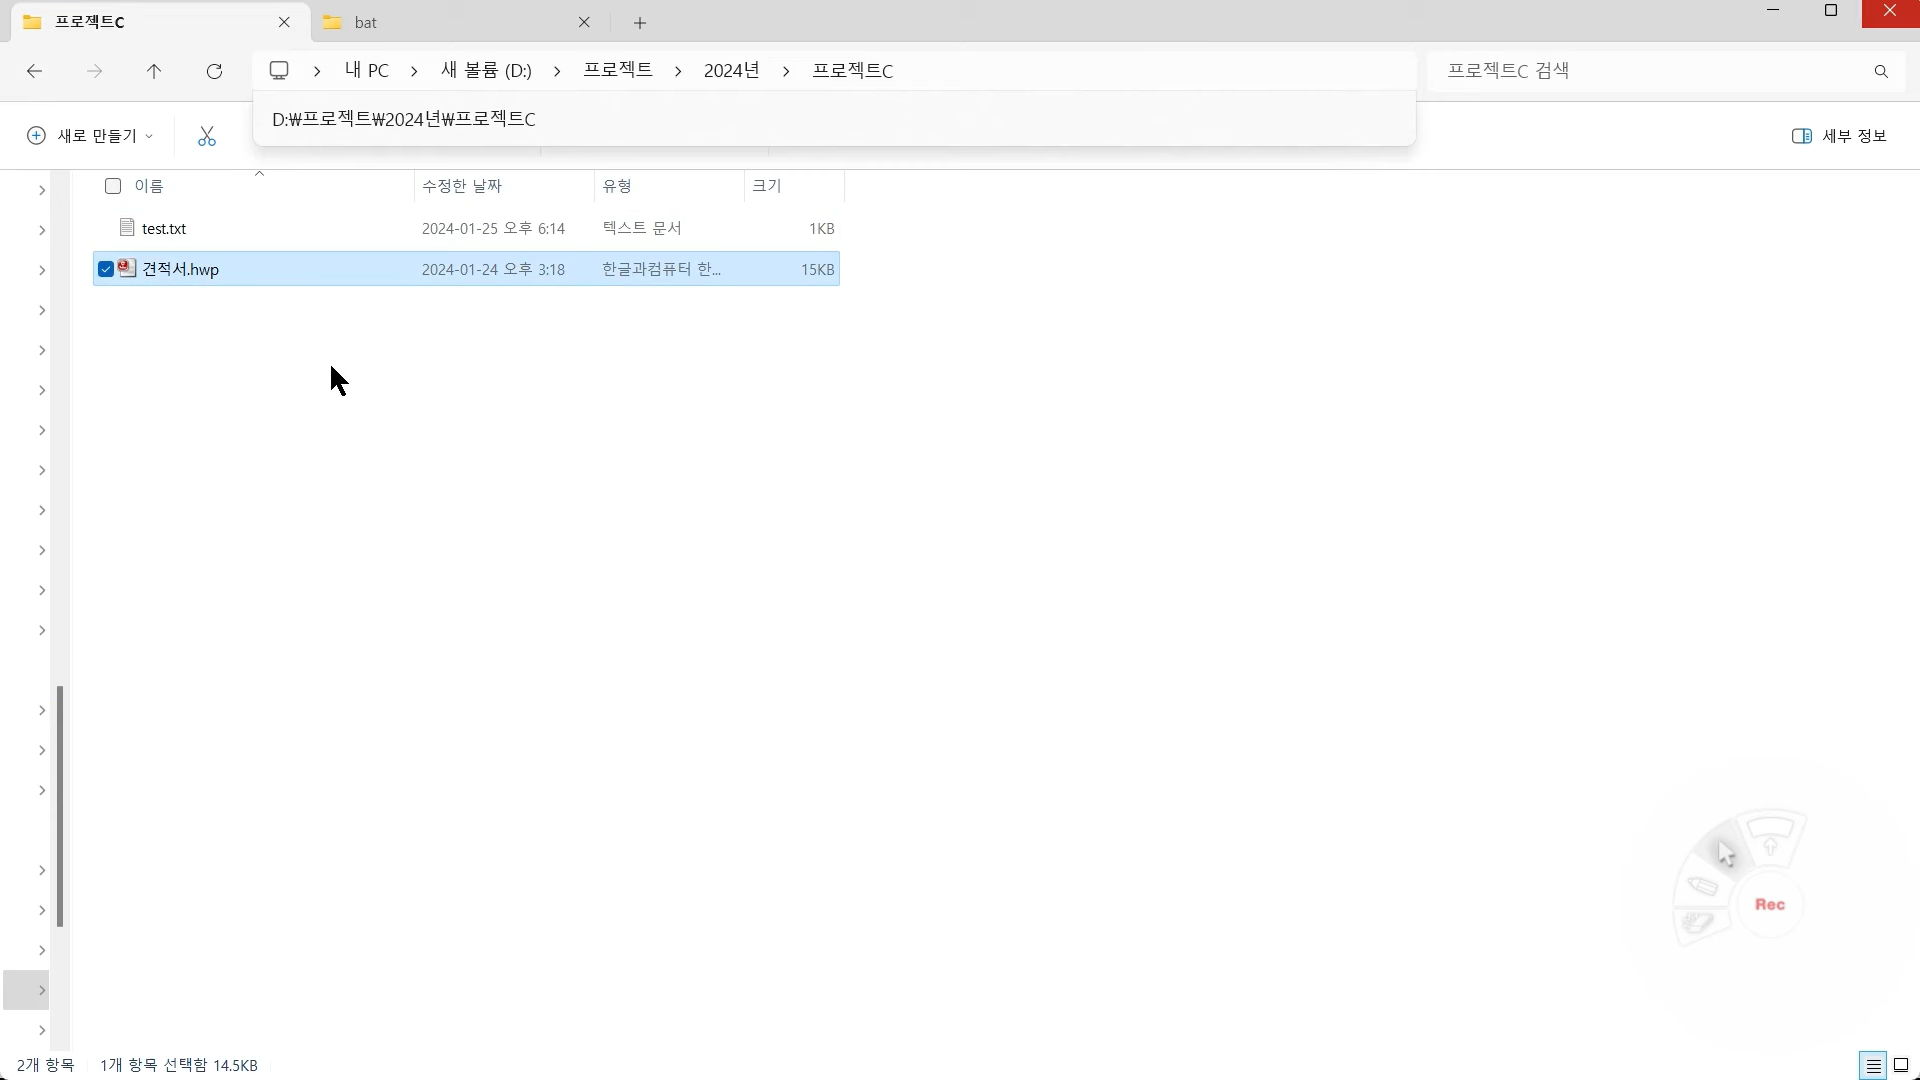 프로젝트C
bat
내 PC > 새 볼륨 (D:) > 프로젝트 > 2024년 > 프로젝트C
프로젝트C 검색
D:₩프로젝트₩2024년₩프로젝트C
새로 만들기
세부 정보
이름 수정한 날짜 유형 크기
test.txt 2024-01-25 오후 6:14 텍스트 문서 1KB
견적서.hwp 2024-01-24 오후 3:18 한글과컴퓨터 한... 15KB
Rec
2개 항목 1개 항목 선택함 14.5KB